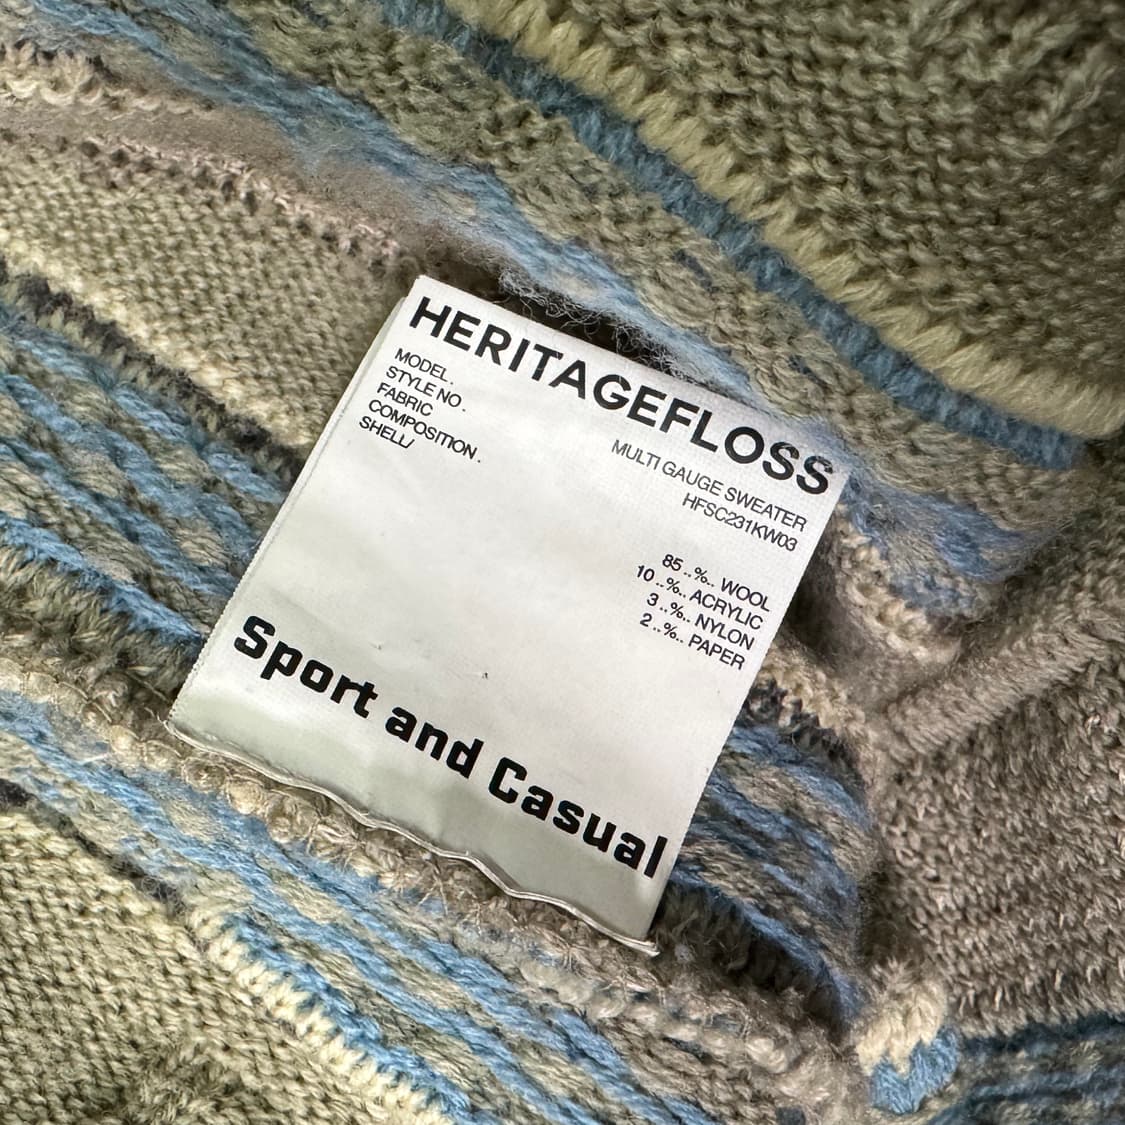 HERITAGEFLOSS
MODEL.
STYLE NO.
FABRIC
COMPOSITION.
SHELL/
MULTI GAUGE SWEATER
HFSC231KW03
85..%.. WOOL
10..%.. ACRYLIC
3..%.. NYLON
2..%.. PAPER
Sport and Casual